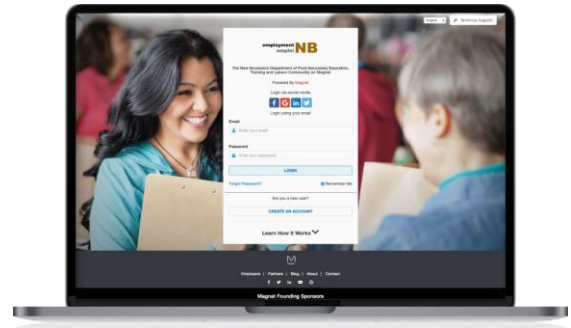 English
Technical Support
employment NB
emploi
The New Brunswick Department of Post-Secondary Education,
Training and Labour Community on Magnet
Powered By Magnet
Login via social media
f G in
Login using your email
Email
Enter your email
Password
Enter your password
LOGIN
Forgot Password?
Remember Me
Are you a new user?
CREATE AN ACCOUNT
Learn How it Works
M
Employers | Partners | Blog | About | Contact
f in G
Magnet Founding Sponsors